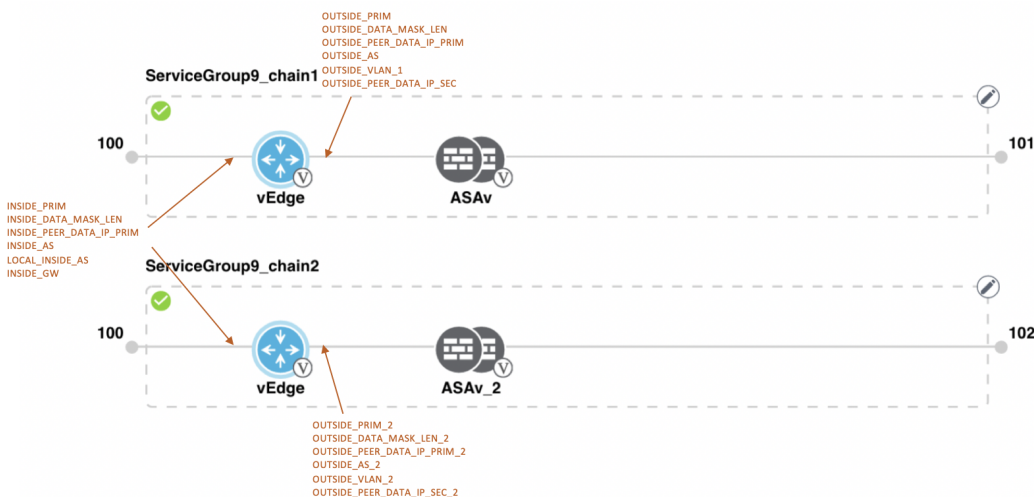 OUTSIDE_PRIM
OUTSIDE_DATA_MASK_LEN
OUTSIDE_PEER_DATA_IP_PRIM
OUTSIDE_AS
OUTSIDE_VLAN_1
OUTSIDE_PEER_DATA_IP_SEC
ServiceGroup9_chain1
100
101
V
V
vEdge
ASAv
INSIDE_PRIM
INSIDE_DATA_MASK_LEN
INSIDE_PEER_DATA_IP_PRIM
INSIDE_AS
LOCAL_INSIDE_AS
INSIDE_GW
ServiceGroup9_chain2
100
102
V
V
vEdge
ASAv_2
OUTSIDE_PRIM_2
OUTSIDE_DATA_MASK_LEN_2
OUTSIDE_PEER_DATA_IP_PRIM_2
OUTSIDE_AS_2
OUTSIDE_VLAN_2
OUTSIDE_PEER_DATA_IP_SEC_2